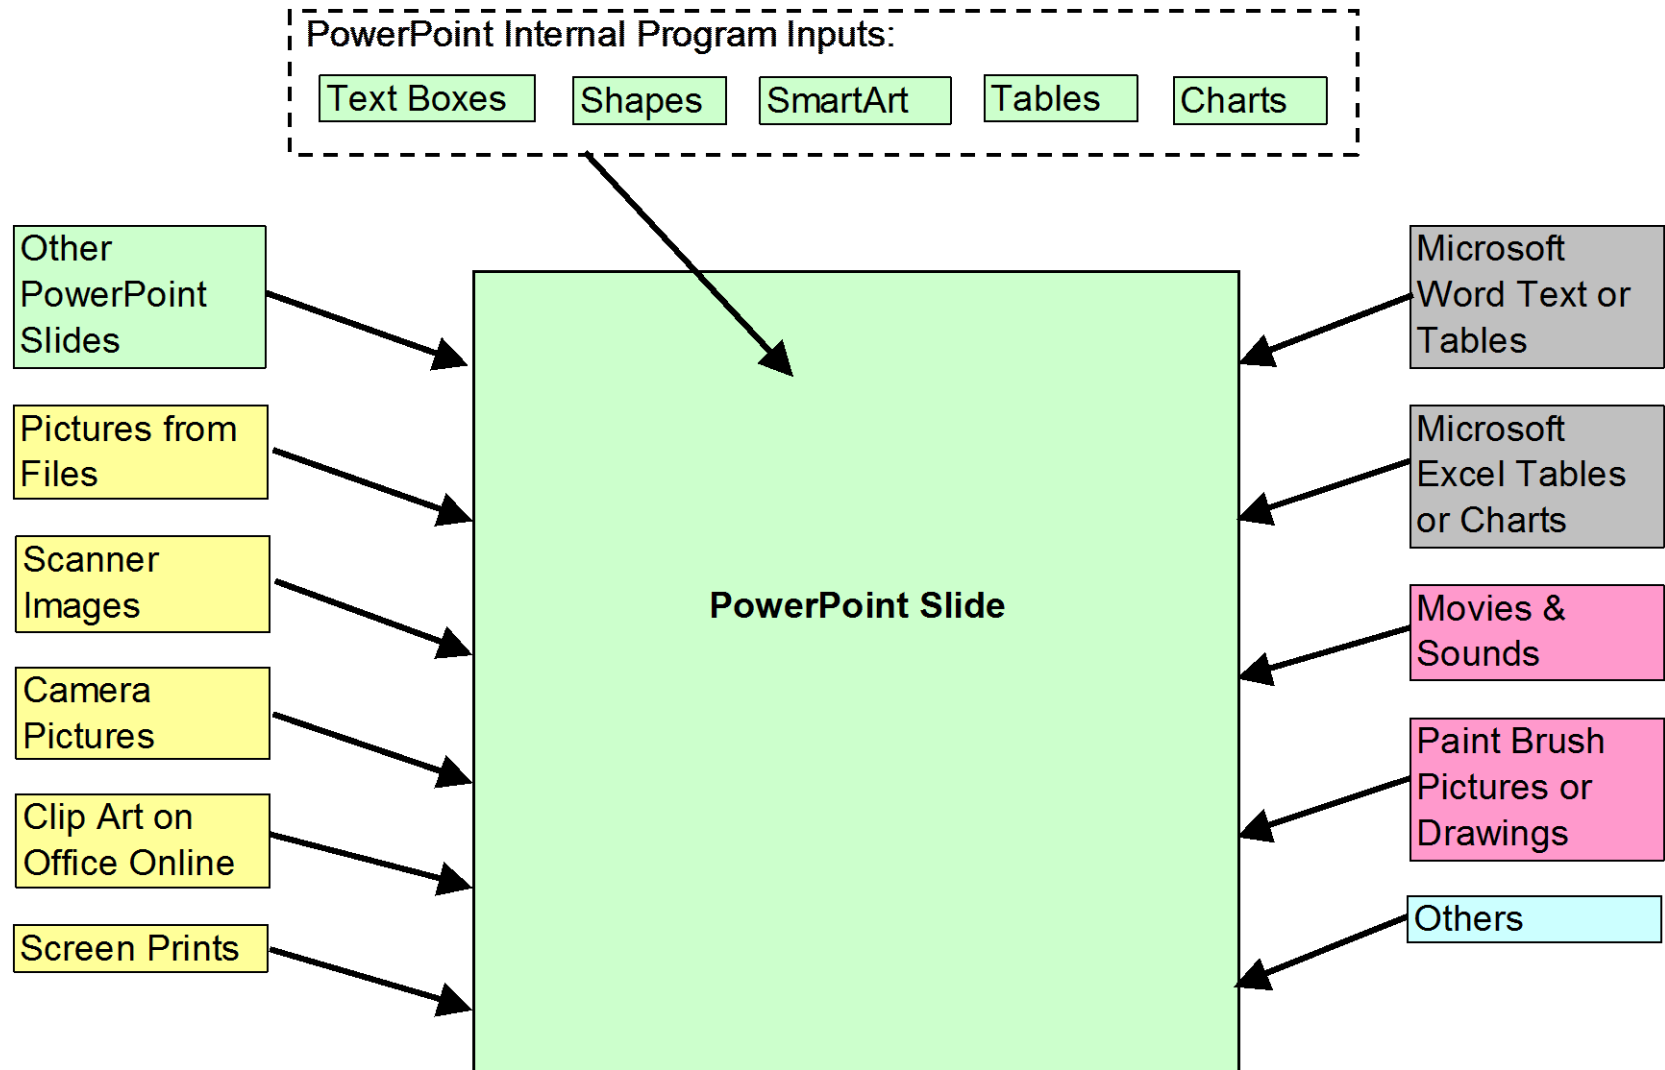 PowerPoint Internal Program Inputs:
Text Boxes
Shapes
SmartArt
Tables
Charts
Other
PowerPoint
Slides
Pictures from
Files
Scanner
Images
Camera
Pictures
Clip Art on
Office Online
Screen Prints
PowerPoint Slide
Microsoft
Word Text or
Tables
Microsoft
Excel Tables
or Charts
Movies &
Sounds
Paint Brush
Pictures or
Drawings
Others